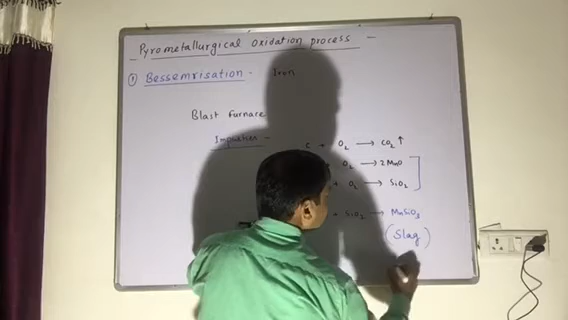 Pyrometallurgical oxidation process -
① Bessemrisation - Iron
Blast Furnace
Impurities -
C + O₂ → CO₂ ↑
O₂ → 2MnO
+ O₂ → SiO₂
+ SiO₂ → MnSiO₃
(Slag)